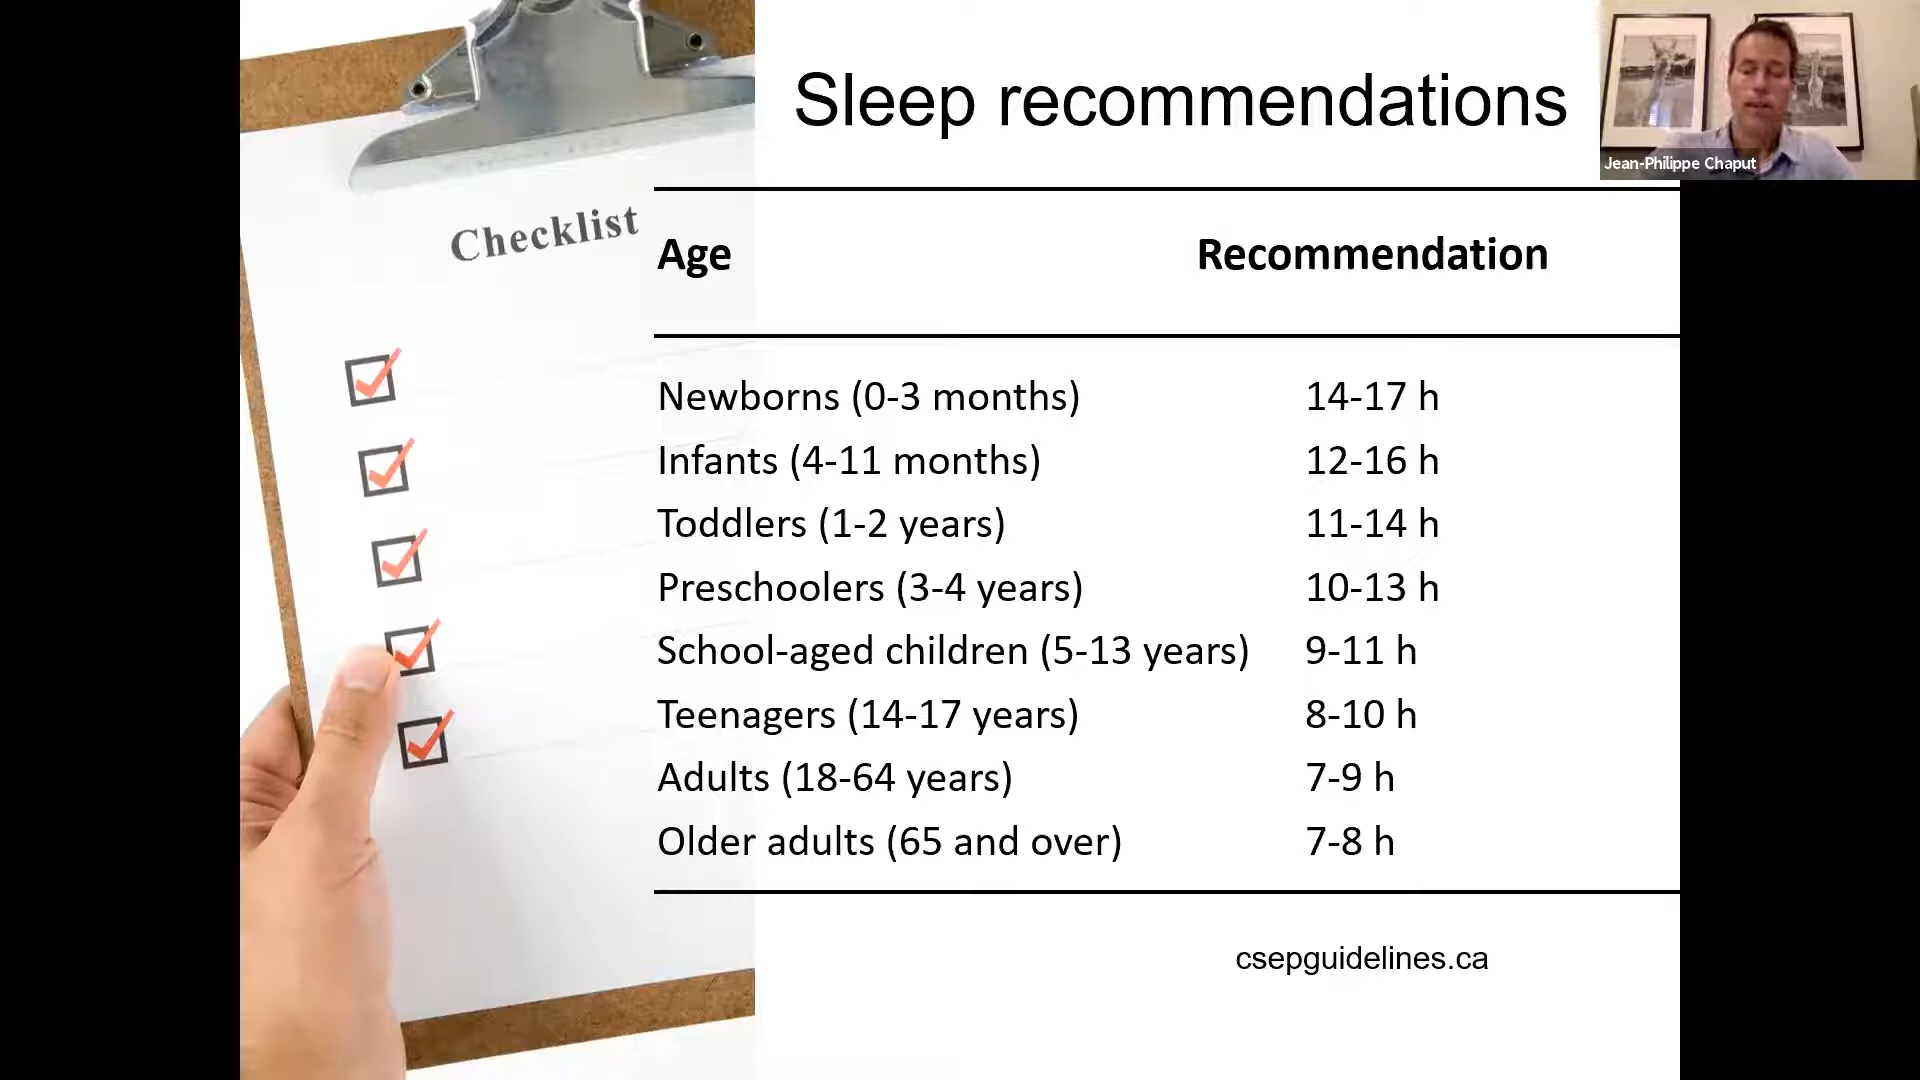 Sleep recommendations
Jean-Philippe Chaput
Checklist
Age Recommendation
Newborns (0-3 months) 14-17 h
Infants (4-11 months) 12-16 h
Toddlers (1-2 years) 11-14 h
Preschoolers (3-4 years) 10-13 h
School-aged children (5-13 years) 9-11 h
Teenagers (14-17 years) 8-10 h
Adults (18-64 years) 7-9 h
Older adults (65 and over) 7-8 h
csepguidelines.ca